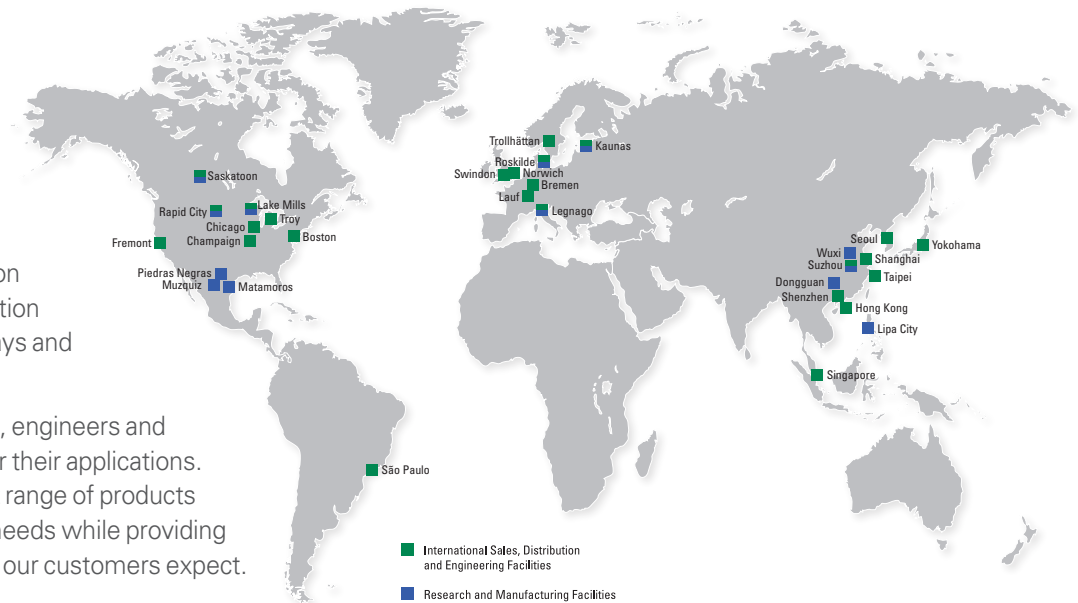 Trollhättan
Kaunas
Roskilde
Swindon
Norwich
Bremen
Lauf
Legnago
Saskatoon
Rapid City
Lake Mills
Troy
Chicago
Champaign
Boston
Fremont
Piedras Negras
Muzquiz
Matamoros
Seoul
Yokohama
Wuxi
Shanghai
Suzhou
Taipei
Dongguan
Shenzhen
Hong Kong
Lipa City
Singapore
São Paulo
on
tion
ays and
, engineers and
r their applications.
range of products
needs while providing
our customers expect.
International Sales, Distribution
and Engineering Facilities
Research and Manufacturing Facilities